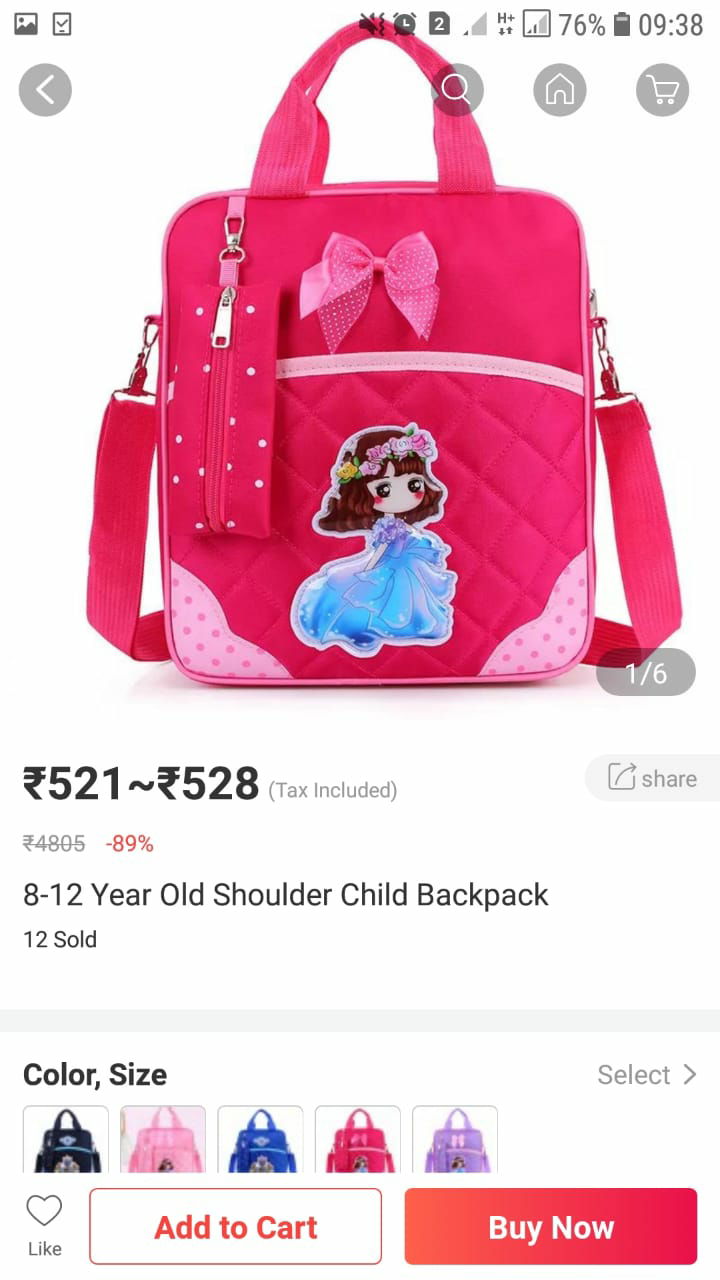 2 H+ 76% 09:38
1/6
₹521~₹528 (Tax Included)
share
₹4805 -89%
8-12 Year Old Shoulder Child Backpack
12 Sold
Color, Size
Select
Like
Add to Cart
Buy Now